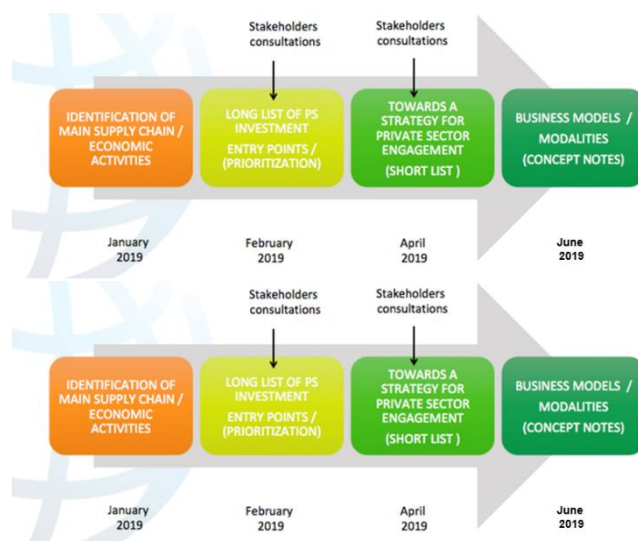 Stakeholders
consultations
Stakeholders
consultations
IDENTIFICATION OF
MAIN SUPPLY CHAIN /
ECONOMIC
ACTIVITIES
LONG LIST OF PS
INVESTMENT
ENTRY POINTS /
(PRIORITIZATION)
TOWARDS A
STRATEGY FOR
PRIVATE SECTOR
ENGAGEMENT
(SHORT LIST )
BUSINESS MODELS /
MODALITIES
(CONCEPT NOTES)
January
2019
February
2019
April
2019
June
2019
Stakeholders
consultations
Stakeholders
consultations
IDENTIFICATION OF
MAIN SUPPLY CHAIN /
ECONOMIC
ACTIVITIES
LONG LIST OF PS
INVESTMENT
ENTRY POINTS /
(PRIORITIZATION)
TOWARDS A
STRATEGY FOR
PRIVATE SECTOR
ENGAGEMENT
(SHORT LIST )
BUSINESS MODELS /
MODALITIES
(CONCEPT NOTES)
January
2019
February
2019
April
2019
June
2019